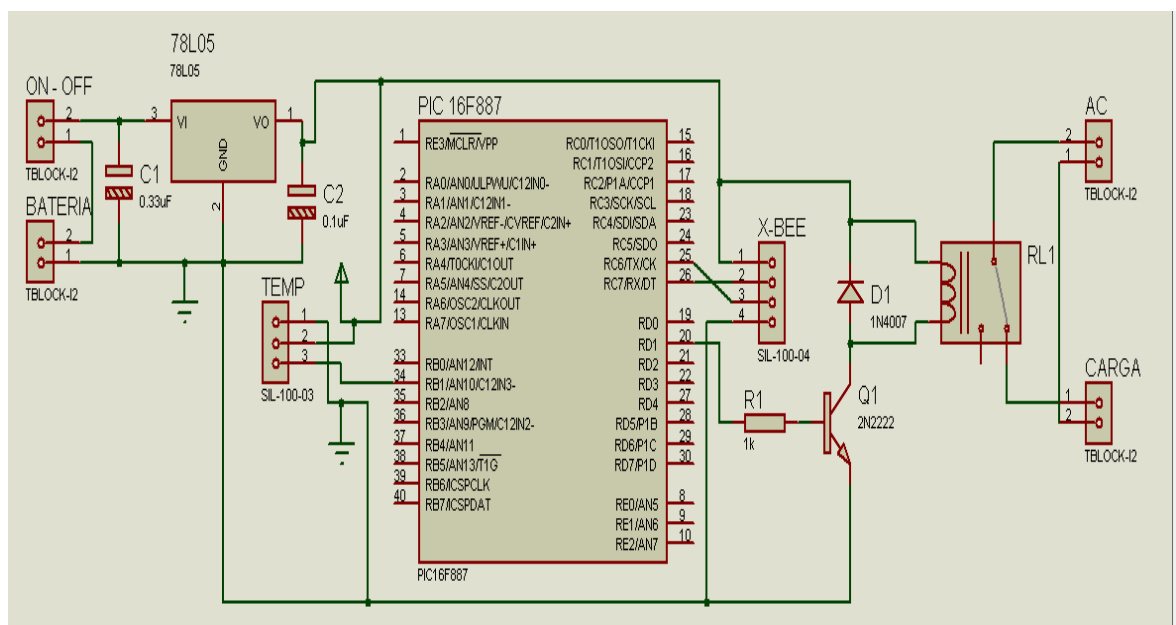 78L05
78L05
ON - OFF
2
1
TBLOCK-I2
3
VI
VO
1
GND
2
C1
0.33uF
C2
0.1uF
BATERIA
2
1
TBLOCK-I2
TEMP
1
2
3
SIL-100-03
PIC 16F887
1 RE3/MCLR/VPP
2 RA0/AN0/ULPWU/C12IN0-
3 RA1/AN1/C12IN1-
4 RA2/AN2/VREF-/CVREF/C2IN+
5 RA3/AN3/VREF+/C1IN+
6 RA4/T0CKI/C1OUT
7 RA5/AN4/SS/C2OUT
14 RA6/OSC2/CLKOUT
13 RA7/OSC1/CLKIN
33 RB0/AN12/INT
34 RB1/AN10/C12IN3-
35 RB2/AN8
36 RB3/AN9/PGM/C12IN2-
37 RB4/AN11
38 RB5/AN13/T1G
39 RB6/ICSPCLK
40 RB7/ICSPDAT
RC0/T1OSO/T1CKI 15
RC1/T1OSI/CCP2 16
RC2/P1A/CCP1 17
RC3/SCK/SCL 18
RC4/SDI/SDA 23
RC5/SDO 24
RC6/TX/CK 25
RC7/RX/DT 26
RD0 19
RD1 20
RD2 21
RD3 22
RD4 27
RD5/P1B 28
RD6/P1C 29
RD7/P1D 30
RE0/AN5 8
RE1/AN6 9
RE2/AN7 10
PIC16F887
X-BEE
1
2
3
4
SIL-100-04
D1
1N4007
R1
1k
Q1
2N2222
RL1
AC
2
1
TBLOCK-I2
CARGA
1
2
TBLOCK-I2